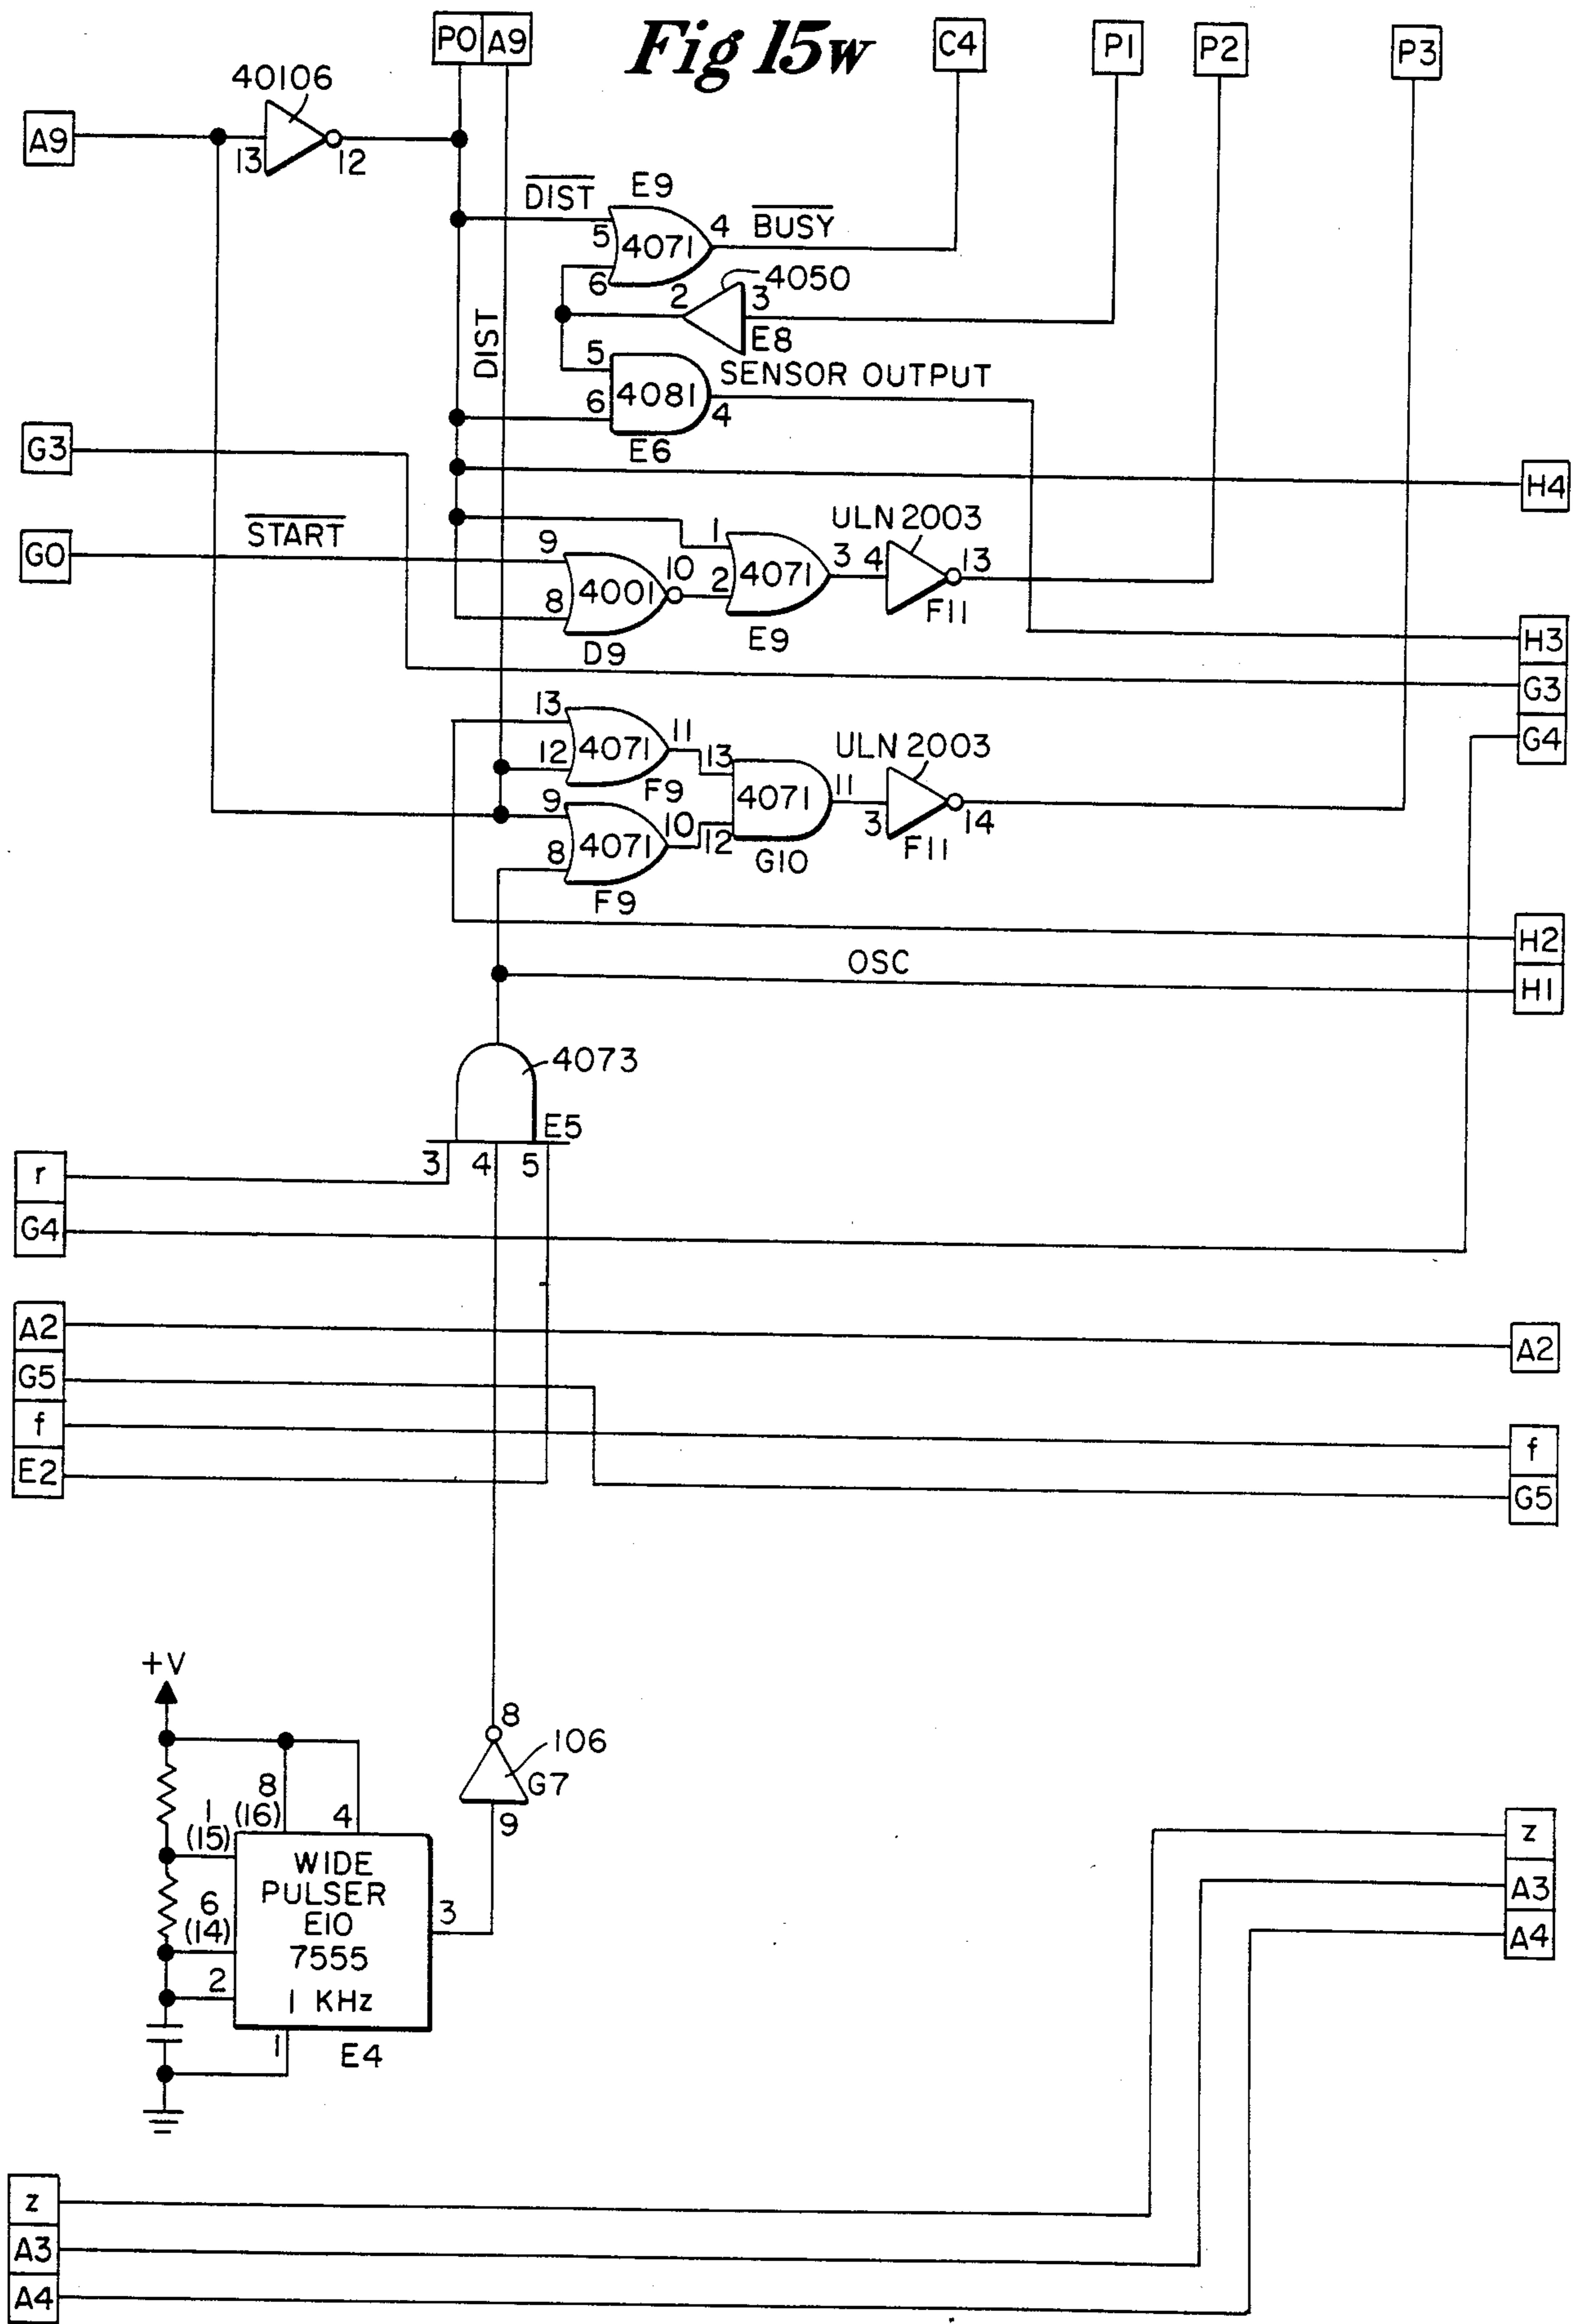 PO A9
Fig 15w
C4
P1
P2
P3
40106
A9
13
12
DIST
E9
5
4071
4
BUSY
6
2
4050
3
E8
DIST
5
4081
SENSOR OUTPUT
6
4
E6
G3
H4
START
G0
9
4001
10
8
D9
1
4071
2
3
E9
ULN 2003
4
13
F11
H3
G3
G4
13
4071
11
12
F9
9
4071
10
8
F9
13
4071
11
12
G10
ULN 2003
3
14
F11
H2
OSC
H1
4073
E5
3 4 5
r
G4
A2
A2
G5
f
f
E2
G5
+V
8
106
G7
9
8
(16)
4
1
(15)
WIDE
PULSER
E10
7555
1 KHz
6
(14)
3
2
1
E4
z
A3
A4
z
A3
A4